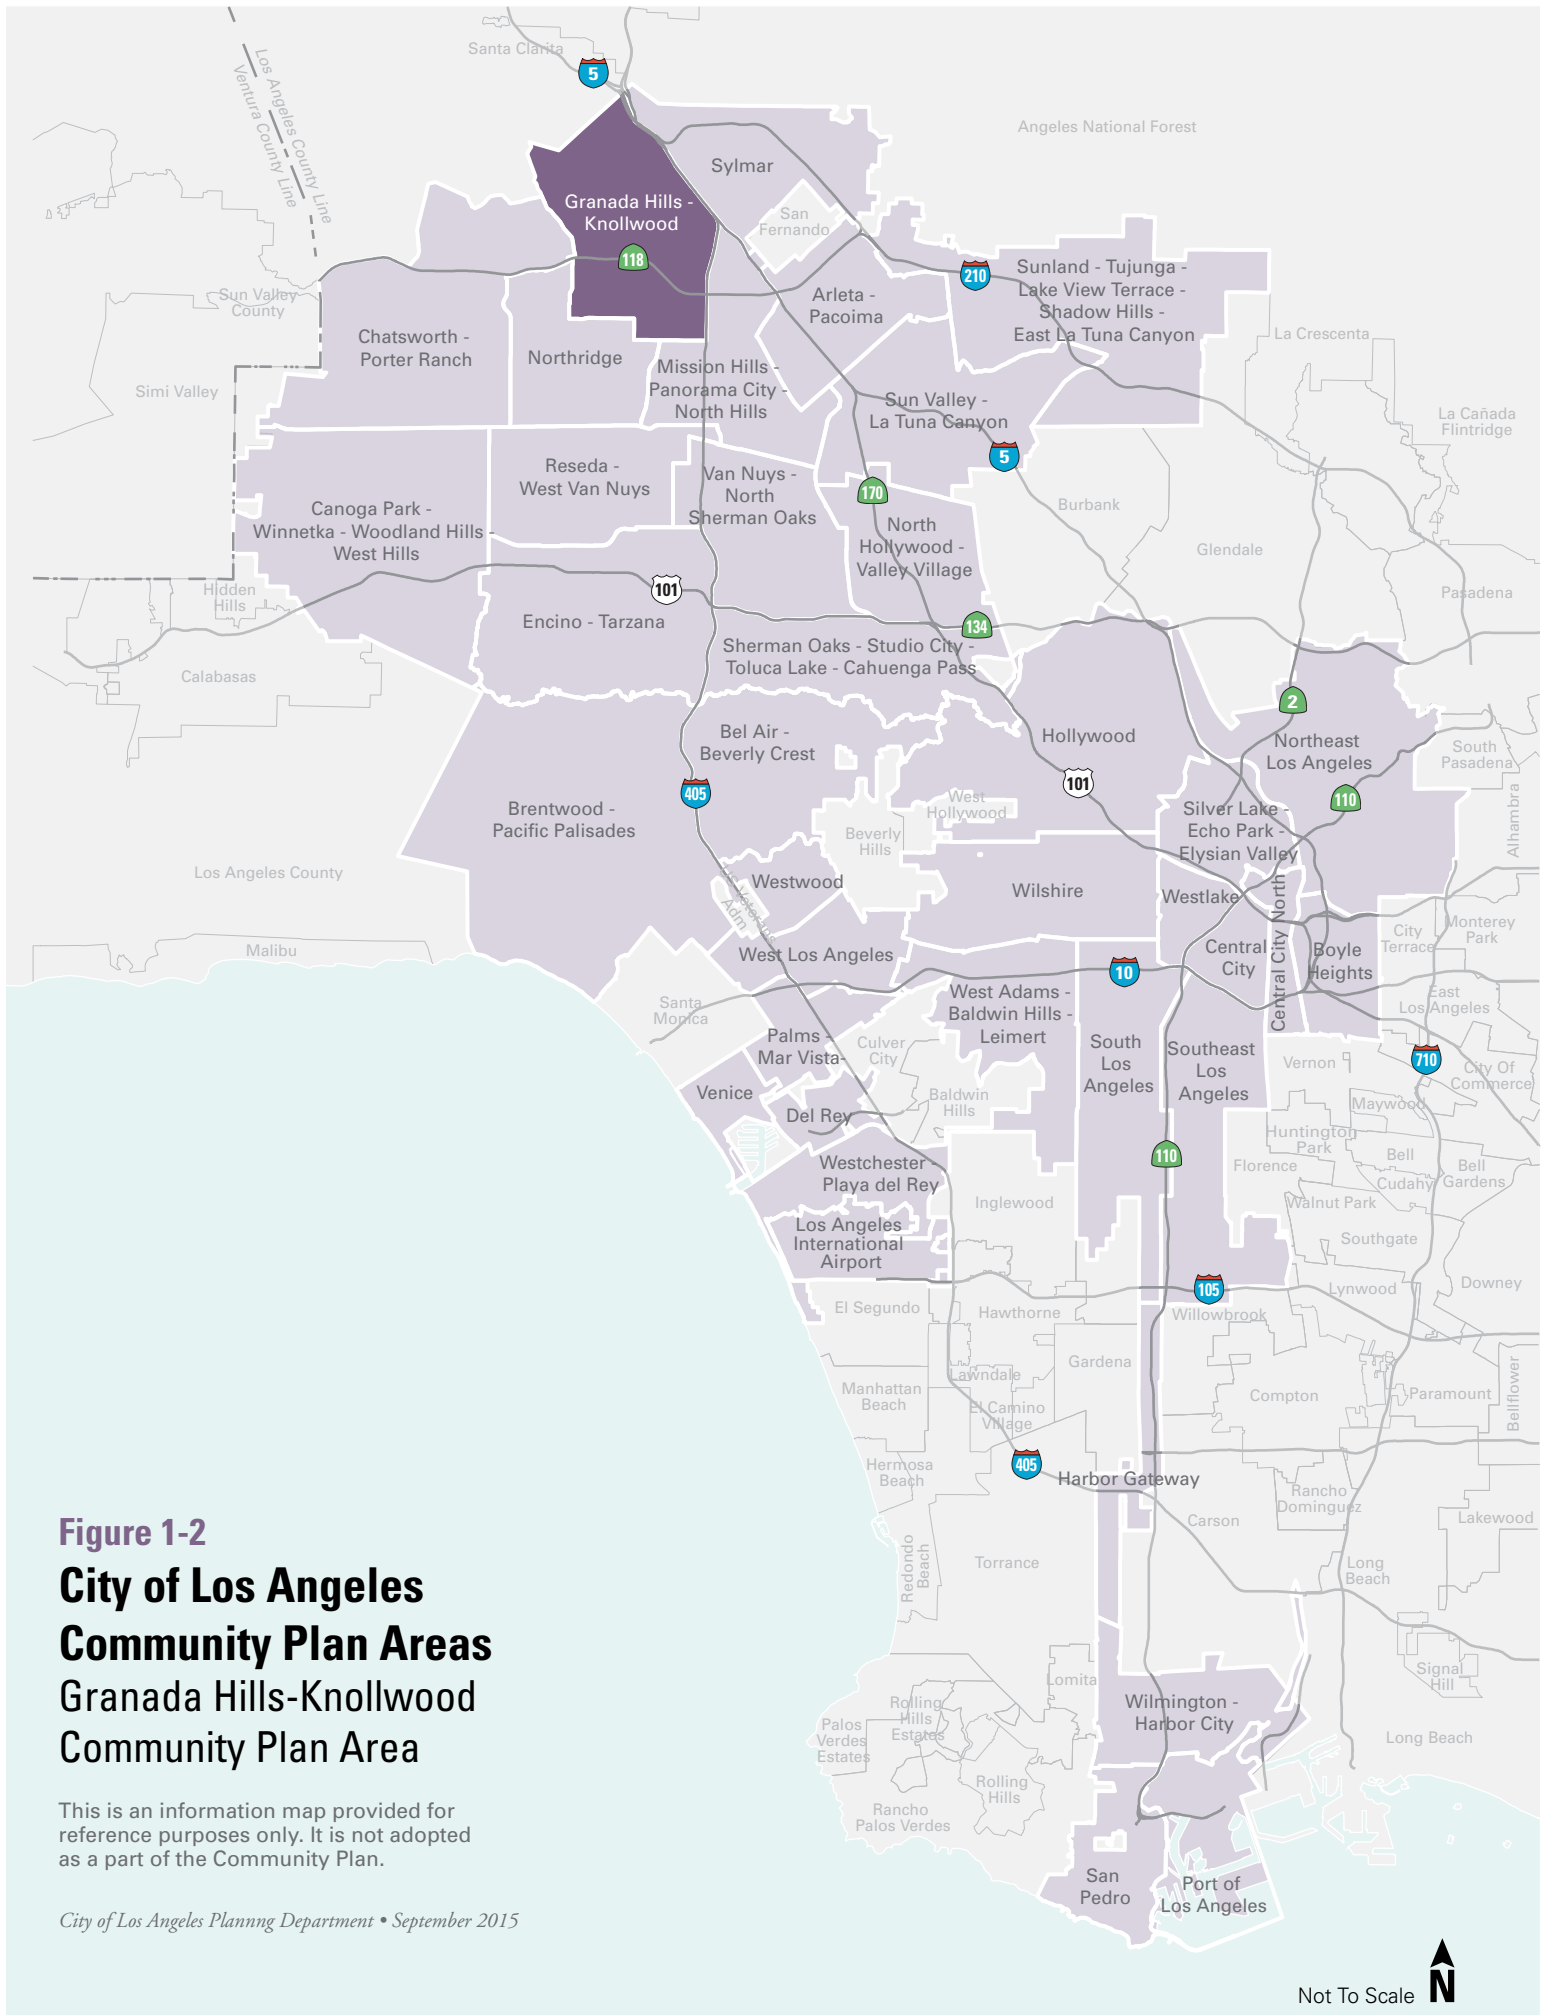 Santa Clarita
5
Los Angeles County Line
Ventura County Line
Angeles National Forest
Sylmar
Granada Hills -
Knollwood
San
Fernando
118
210
Sunland - Tujunga -
Lake View Terrace -
Shadow Hills -
East La Tuna Canyon
Sun Valley
County
Arleta -
Pacoima
Chatsworth -
Porter Ranch
Northridge
Mission Hills -
Panorama City -
North Hills
La Crescenta
Simi Valley
Sun Valley -
La Tuna Canyon
La Cañada
Flintridge
5
Reseda -
West Van Nuys
Van Nuys -
North
Sherman Oaks
170
Burbank
Canoga Park -
Winnetka - Woodland Hills -
West Hills
North
Hollywood -
Valley Village
Glendale
Hidden
Hills
101
Pasadena
Encino - Tarzana
134
Sherman Oaks - Studio City -
Toluca Lake - Cahuenga Pass
Calabasas
2
Bel Air -
Beverly Crest
Hollywood
Northeast
Los Angeles
South
Pasadena
405
101
110
Brentwood -
Pacific Palisades
West
Hollywood
Silver Lake -
Echo Park -
Elysian Valley
Alhambra
Beverly
Hills
Los Angeles County
Westwood
US Veterans
Adm
Wilshire
Westlake
Central City North
Malibu
West Los Angeles
Central
City
Boyle
Heights
City
Terrace
Monterey
Park
10
Santa
Monica
West Adams -
Baldwin Hills -
Leimert
East
Los Angeles
Palms -
Mar Vista-
Culver
City
South
Los
Angeles
Southeast
Los
Angeles
Vernon
710
City Of
Commerce
Venice
Baldwin
Hills
Maywood
Del Rey
Huntington
Park
Bell
110
Westchester -
Playa del Rey
Florence
Cudahy
Bell
Gardens
Inglewood
Walnut Park
Los Angeles
International
Airport
Southgate
105
Lynwood
Downey
El Segundo
Hawthorne
Willowbrook
Gardena
Lawndale
Manhattan
Beach
Compton
Paramount
Bellflower
El Camino
Village
Hermosa
Beach
405
Harbor Gateway
Rancho
Dominguez
Carson
Lakewood
Redondo
Beach
Torrance
Long
Beach
Lomita
Signal
Hill
Rolling
Hills
Estates
Wilmington -
Harbor City
Palos
Verdes
Estates
Long Beach
Rolling
Hills
Rancho
Palos Verdes
San
Pedro
Port of
Los Angeles
Figure 1-2
City of Los Angeles
Community Plan Areas
Granada Hills-Knollwood
Community Plan Area
This is an information map provided for
reference purposes only. It is not adopted
as a part of the Community Plan.
City of Los Angeles Plannng Department • September 2015
Not To Scale
N